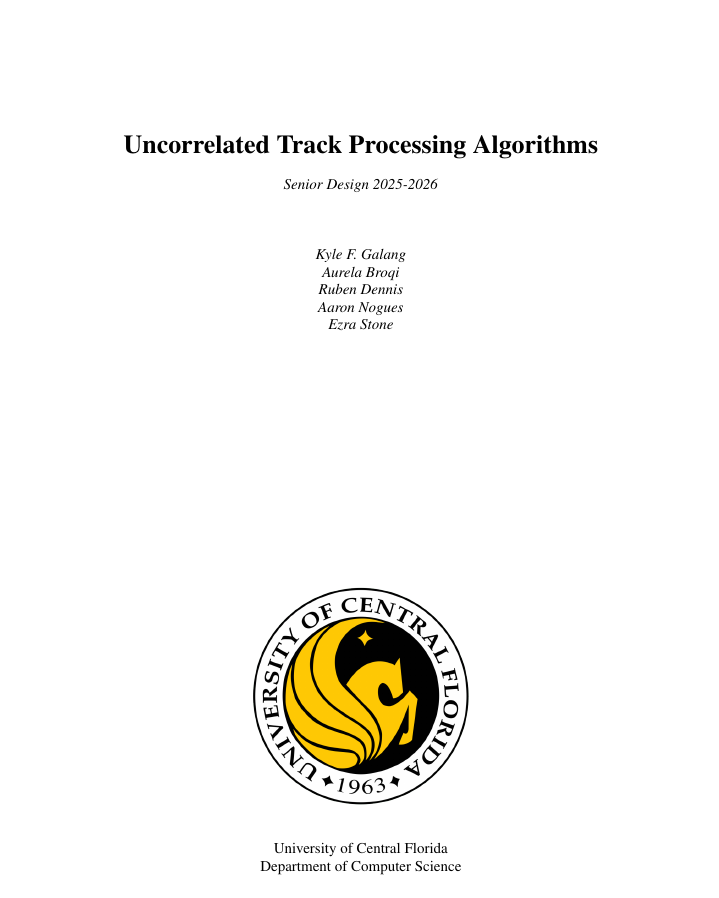 Uncorrelated Track Processing Algorithms
Senior Design 2025-2026
Kyle F. Galang
Aurela Broqi
Ruben Dennis
Aaron Nogues
Ezra Stone
UNIVERSITY OF CENTRAL FLORIDA
1963
University of Central Florida
Department of Computer Science